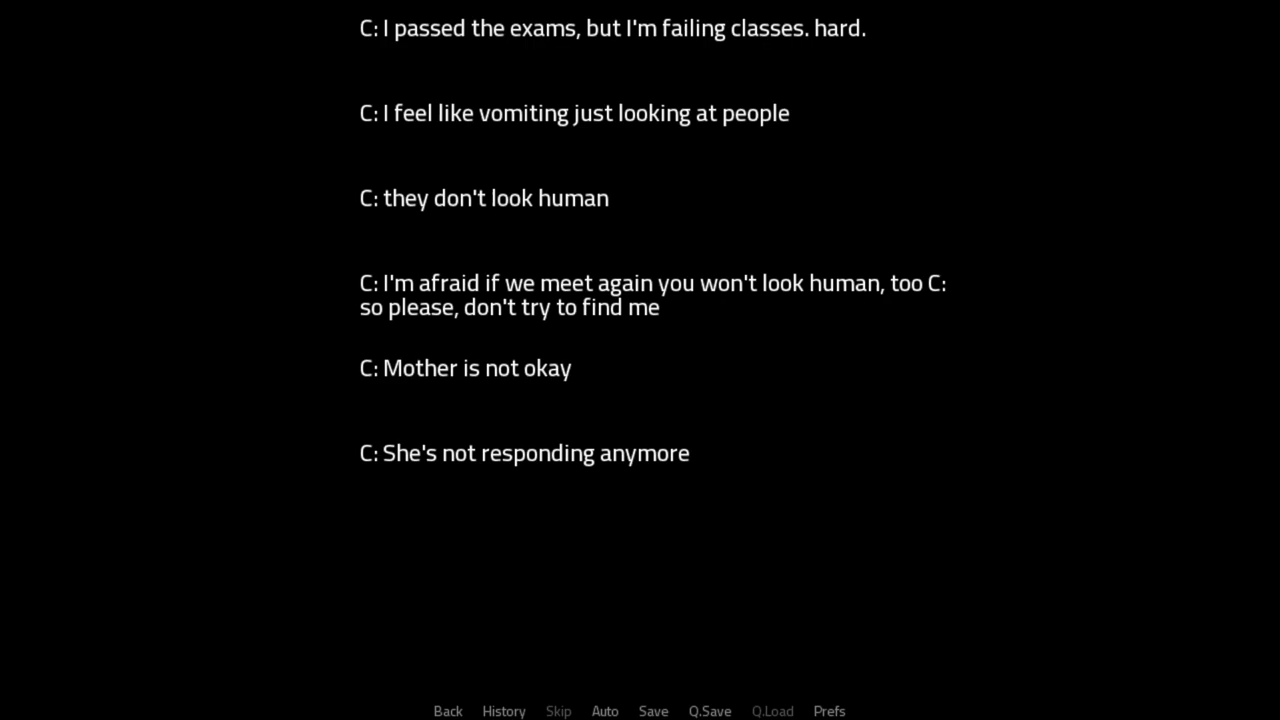 C: I passed the exams, but I'm failing classes. hard.
C: I feel like vomiting just looking at people
C: they don't look human
C: I'm afraid if we meet again you won't look human, too C:
so please, don't try to find me
C: Mother is not okay
C: She's not responding anymore
Back History Skip Auto Save Q.Save Q.Load Prefs